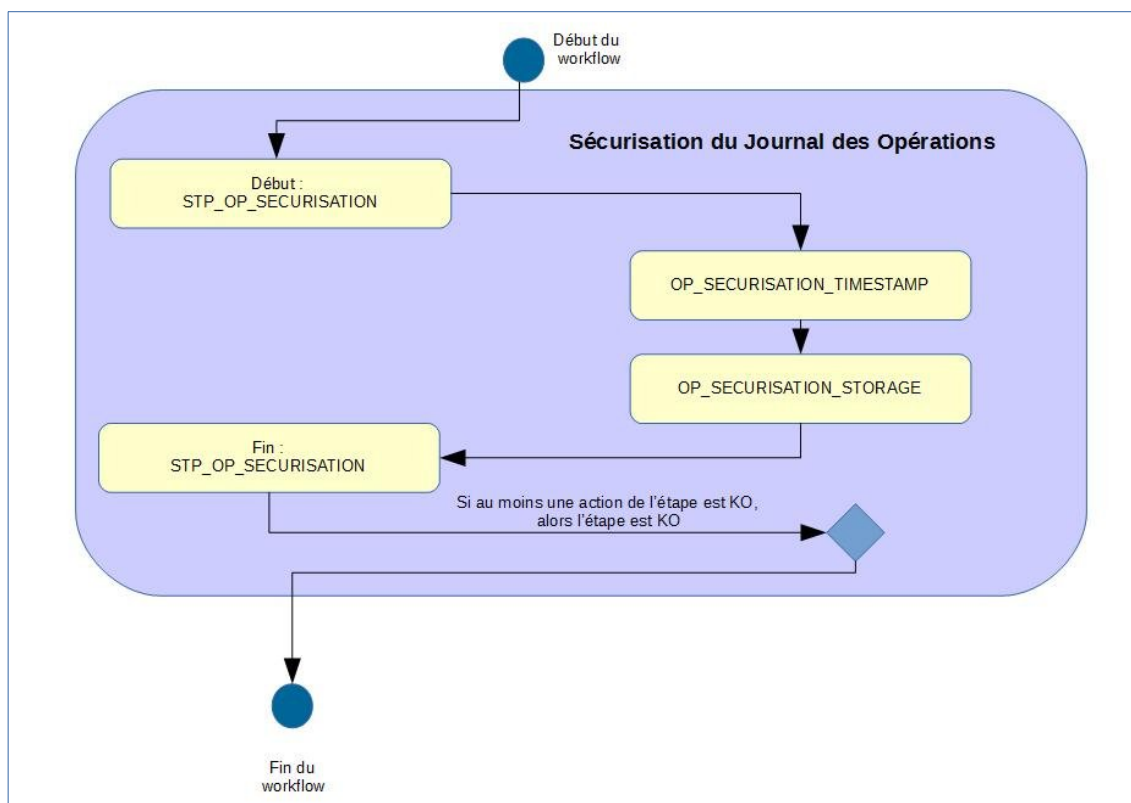 Début du
workflow
Sécurisation du Journal des Opérations
Début :
STP_OP_SECURISATION
OP_SECURISATION_TIMESTAMP
OP_SECURISATION_STORAGE
Fin :
STP_OP_SECURISATION
Si au moins une action de l’étape est KO,
alors l’étape est KO
Fin du
workflow